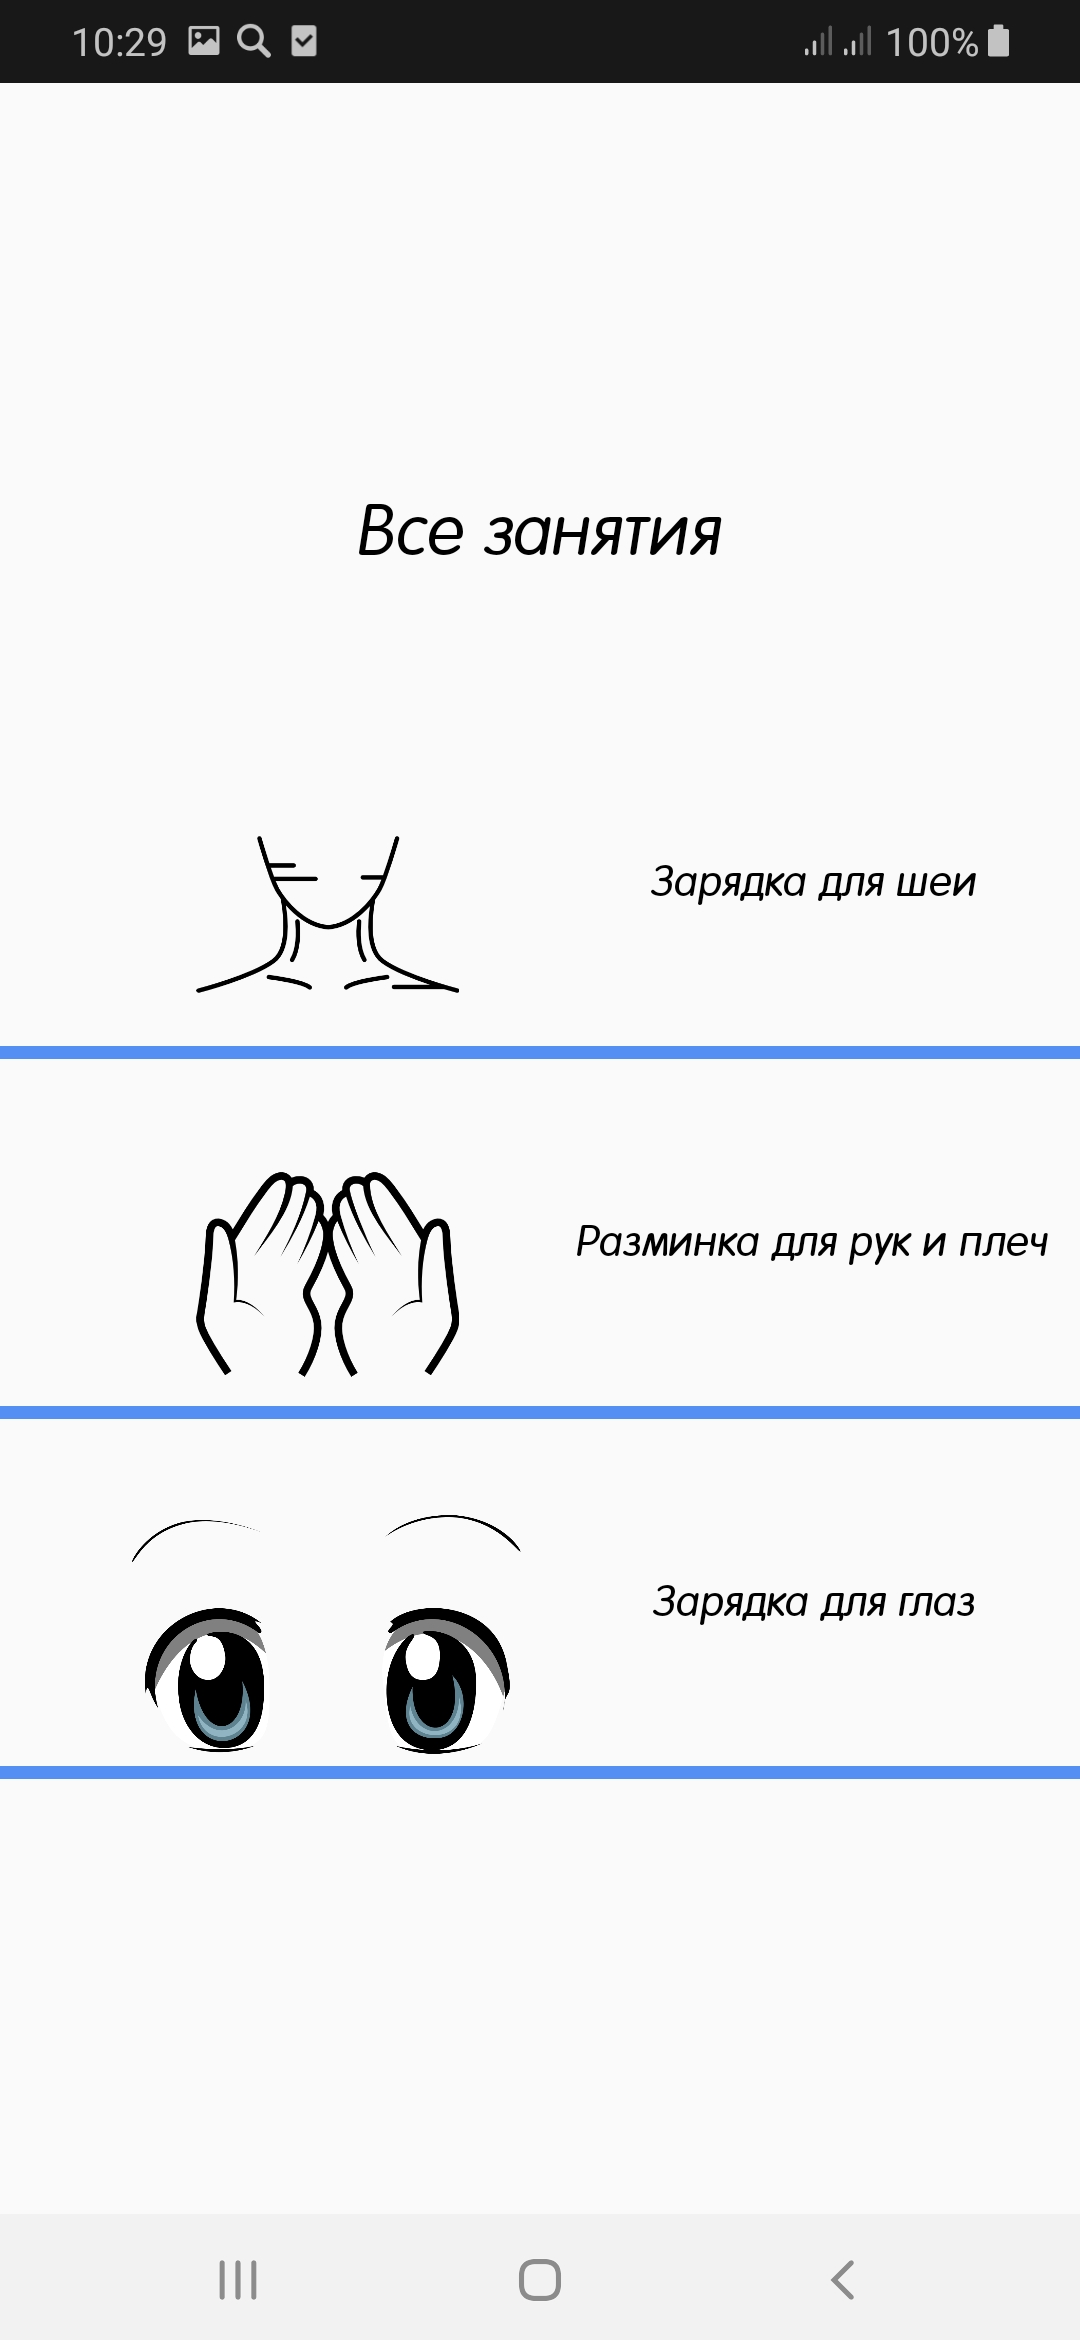 10:29
100%
Все занятия
Зарядка для шеи
Разминка для рук и плеч
Зарядка для глаз